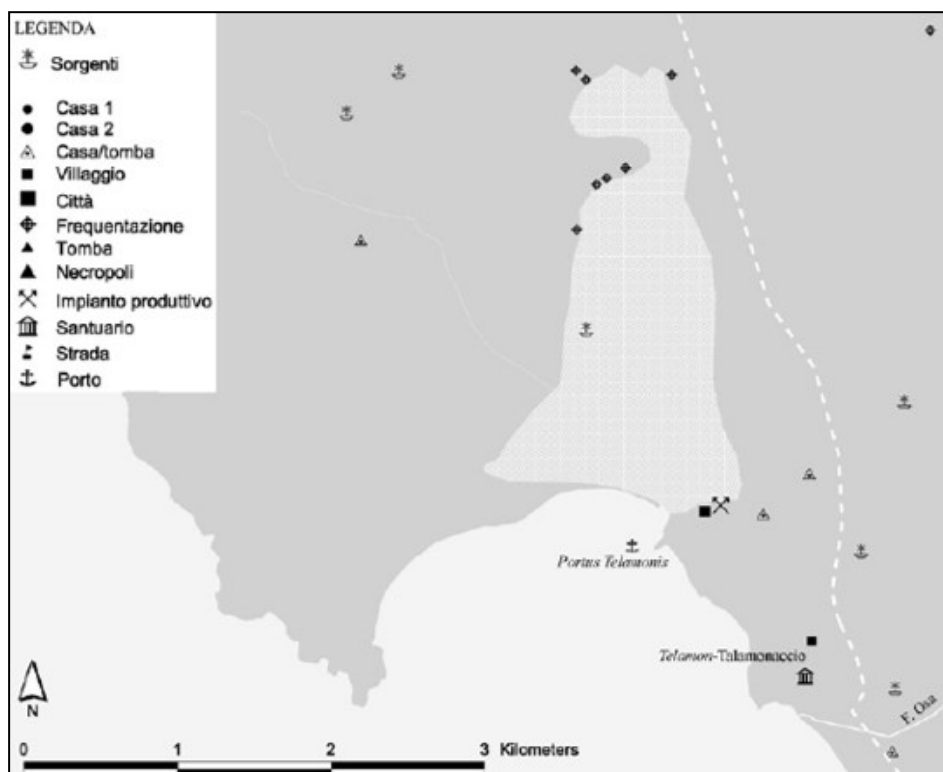 LEGENDA
Sorgenti
Casa 1
Casa 2
Casa/tomba
Villaggio
Città
Frequentazione
Tomba
Necropoli
Impianto produttivo
Santuario
Strada
Porto
Portus Telamonis
Telamon-Talamonaccio
F. Osa
N
0 1 2 3 Kilometers